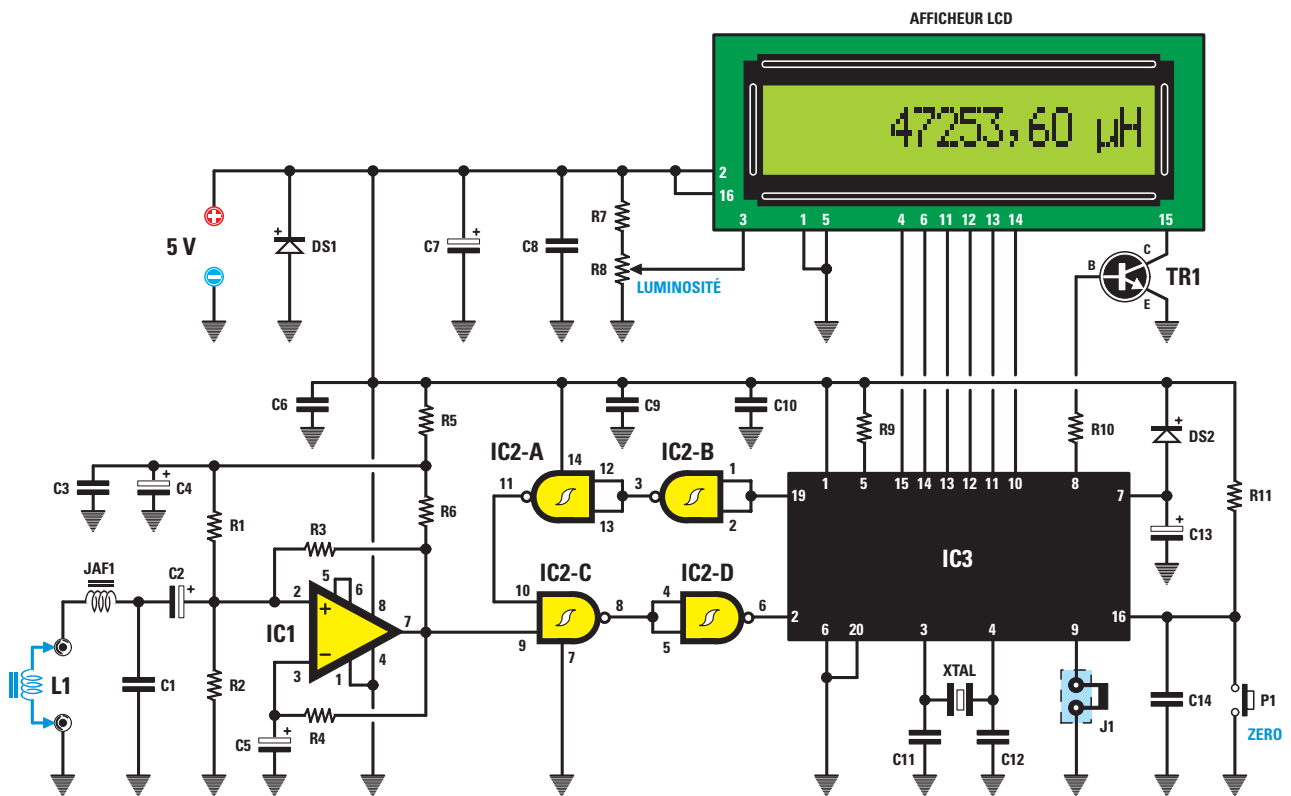 AFFICHEUR LCD
47253,60 µH
2
16
3 1 5 4 6 11 12 13 14 15
5 V
+
DS1
+
C7
C8
R7
R8
LUMINOSITÉ
B C E
TR1
C6
R5
C9
C10
R9
R10
DS2
IC2-A
IC2-B
14 12 13 11
3 1 2
19 1 5 15 14 13 12 11 10 8 7
C3
C4
R1
R6
R3
R11
C13
JAF1
C2
IC2-C
IC2-D
IC3
10 9 8 7
4 5 6
2 6 20 3 4 9 16
2 + 5 6 8 7
IC1
3 − 1 4
L1
C1
R2
R4
C5
XTAL
C11
C12
J1
C14
P1
ZERO